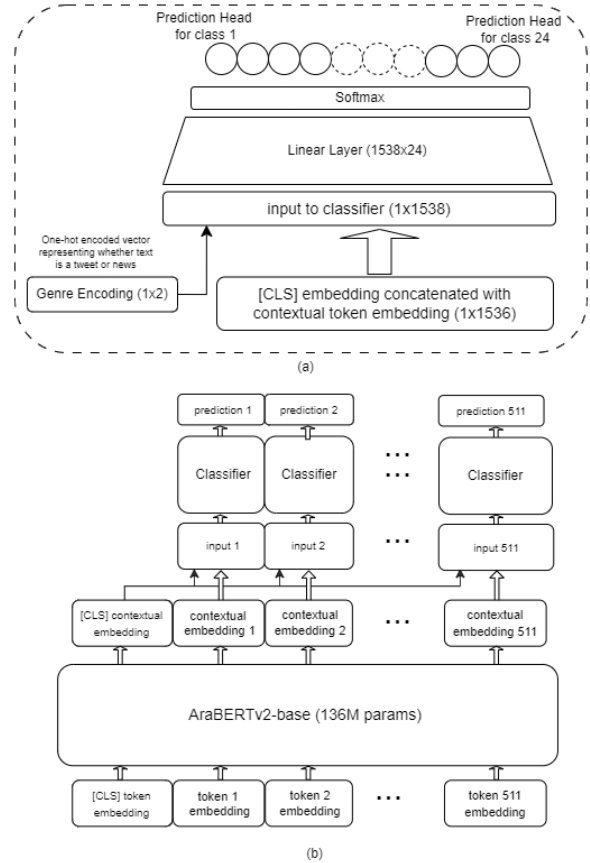 Prediction Head
for class 1
Prediction Head
for class 24
Softmax
Linear Layer (1538x24)
input to classifier (1x1538)
One-hot encoded vector
representing whether text
is a tweet or news
Genre Encoding (1x2)
[CLS] embedding concatenated with
contextual token embedding (1x1536)
(a)
prediction 1
prediction 2
prediction 511
Classifier
Classifier
...
...
Classifier
input 1
input 2
...
input 511
[CLS] contextual
embedding
contextual
embedding 1
contextual
embedding 2
...
contextual
embedding 511
AraBERTv2-base (136M params)
[CLS] token
embedding
token 1
embedding
token 2
embedding
...
token 511
embedding
(b)